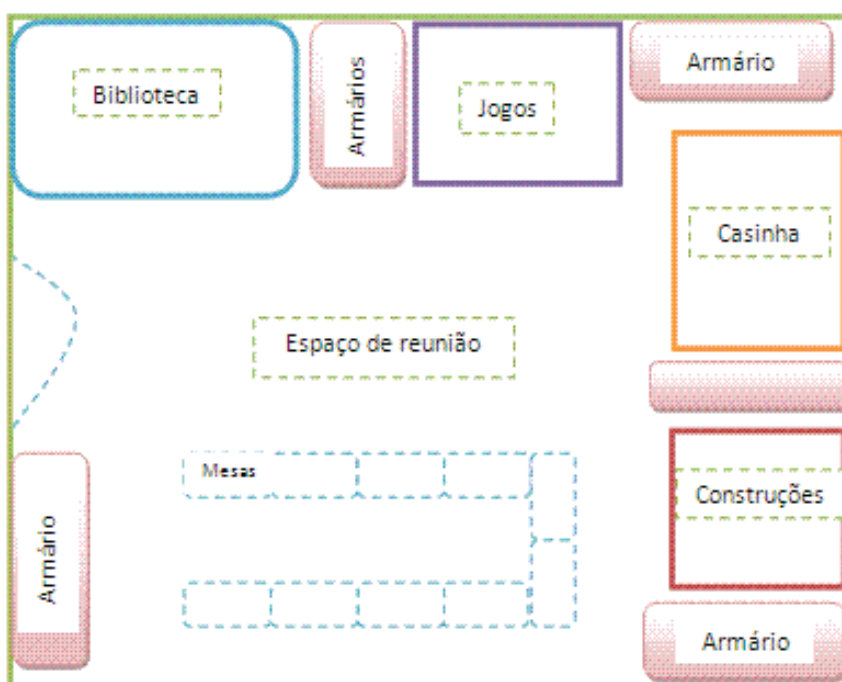 Biblioteca
Armários
Jogos
Armário
Casinha
Espaço de reunião
Mesas
Construções
Armário
Armário